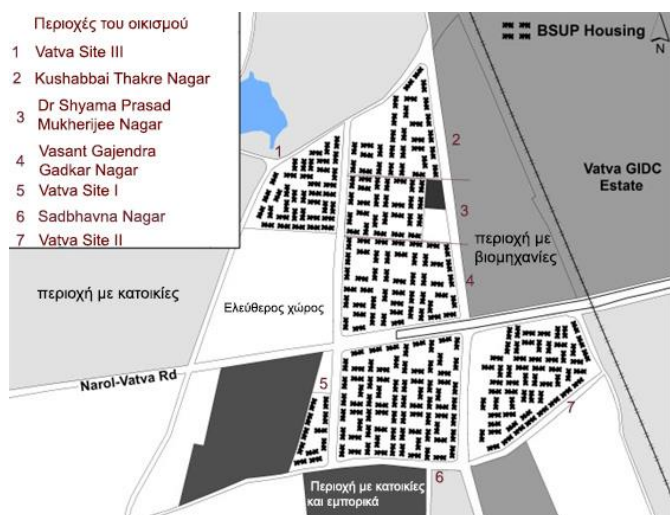 Περιοχές του οικισμού
1 Vatva Site III
2 Kushabbai Thakre Nagar
3 Dr Shyama Prasad
Mukherijee Nagar
4 Vasant Gajendra
Gadkar Nagar
5 Vatva Site I
6 Sadbhavna Nagar
7 Vatva Site II
BSUP Housing
N
1
2
3
4
Vatva GIDC
Estate
περιοχή με
βιομηχανίες
περιοχή με κατοικίες
Ελεύθερος χώρος
Narol-Vatva Rd
5
7
6
Περιοχή με κατοικίες
και εμπορικά